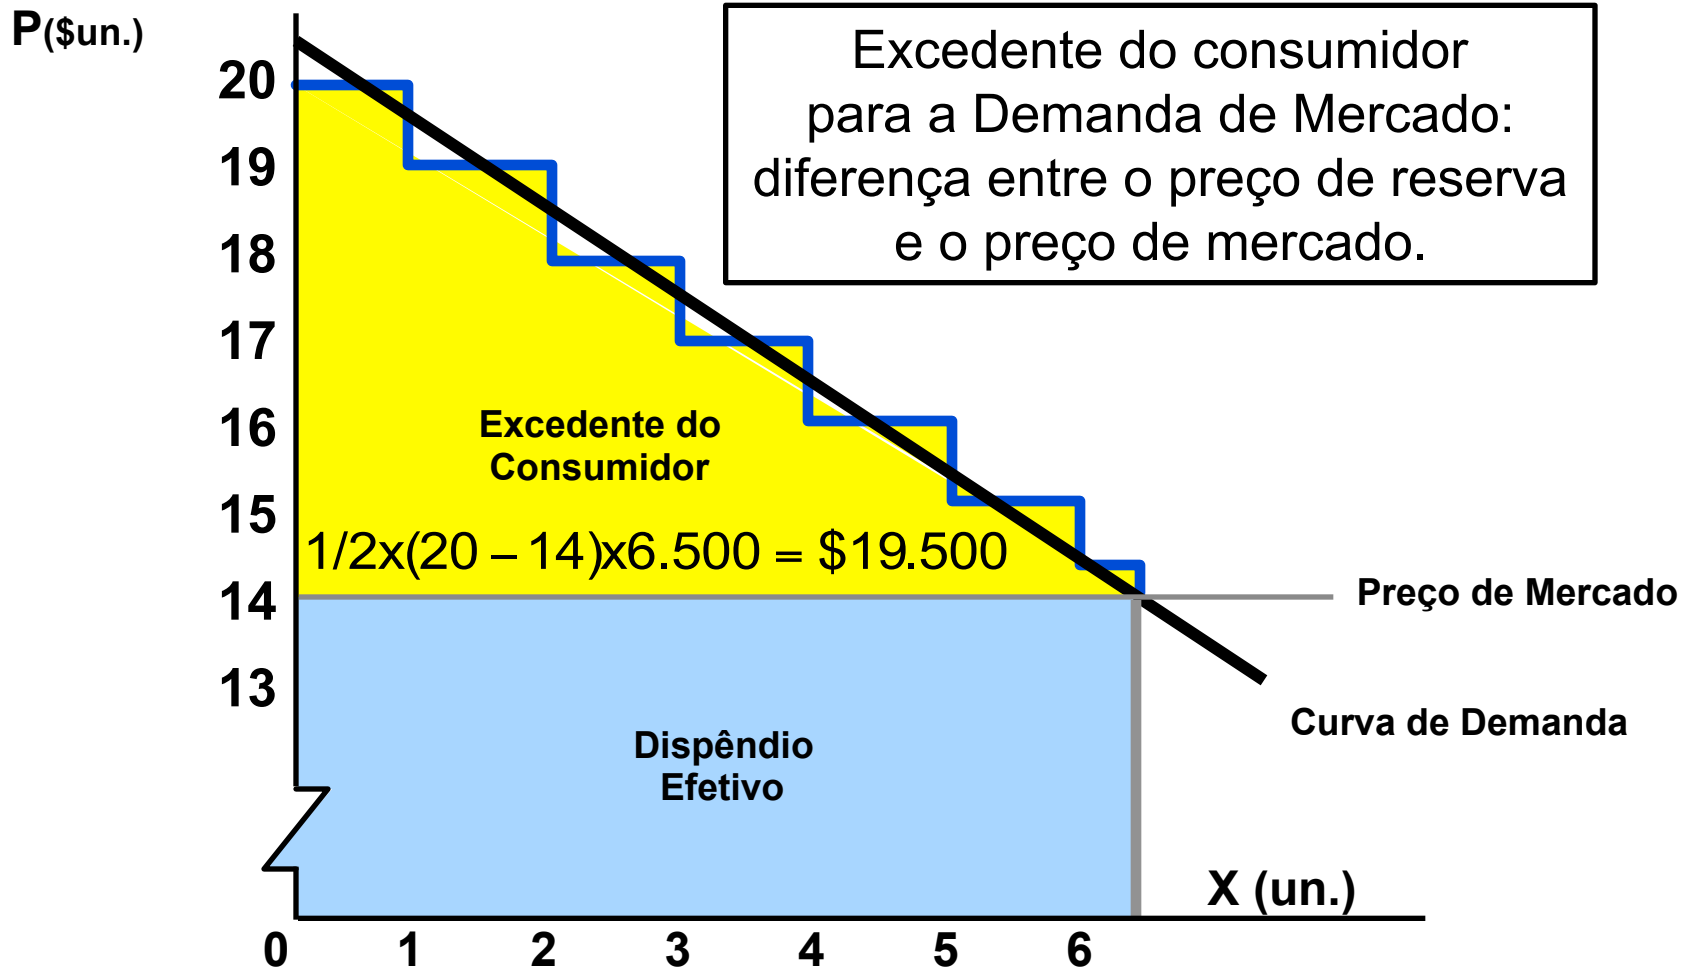 P($un.)
Excedente do consumidor
para a Demanda de Mercado:
diferença entre o preço de reserva
e o preço de mercado.
20
19
18
17
16
15
14
13
Excedente do
Consumidor
1/2x(20 – 14)x6.500 = $19.500
Preço de Mercado
Curva de Demanda
Dispêndio
Efetivo
X (un.)
0 1 2 3 4 5 6